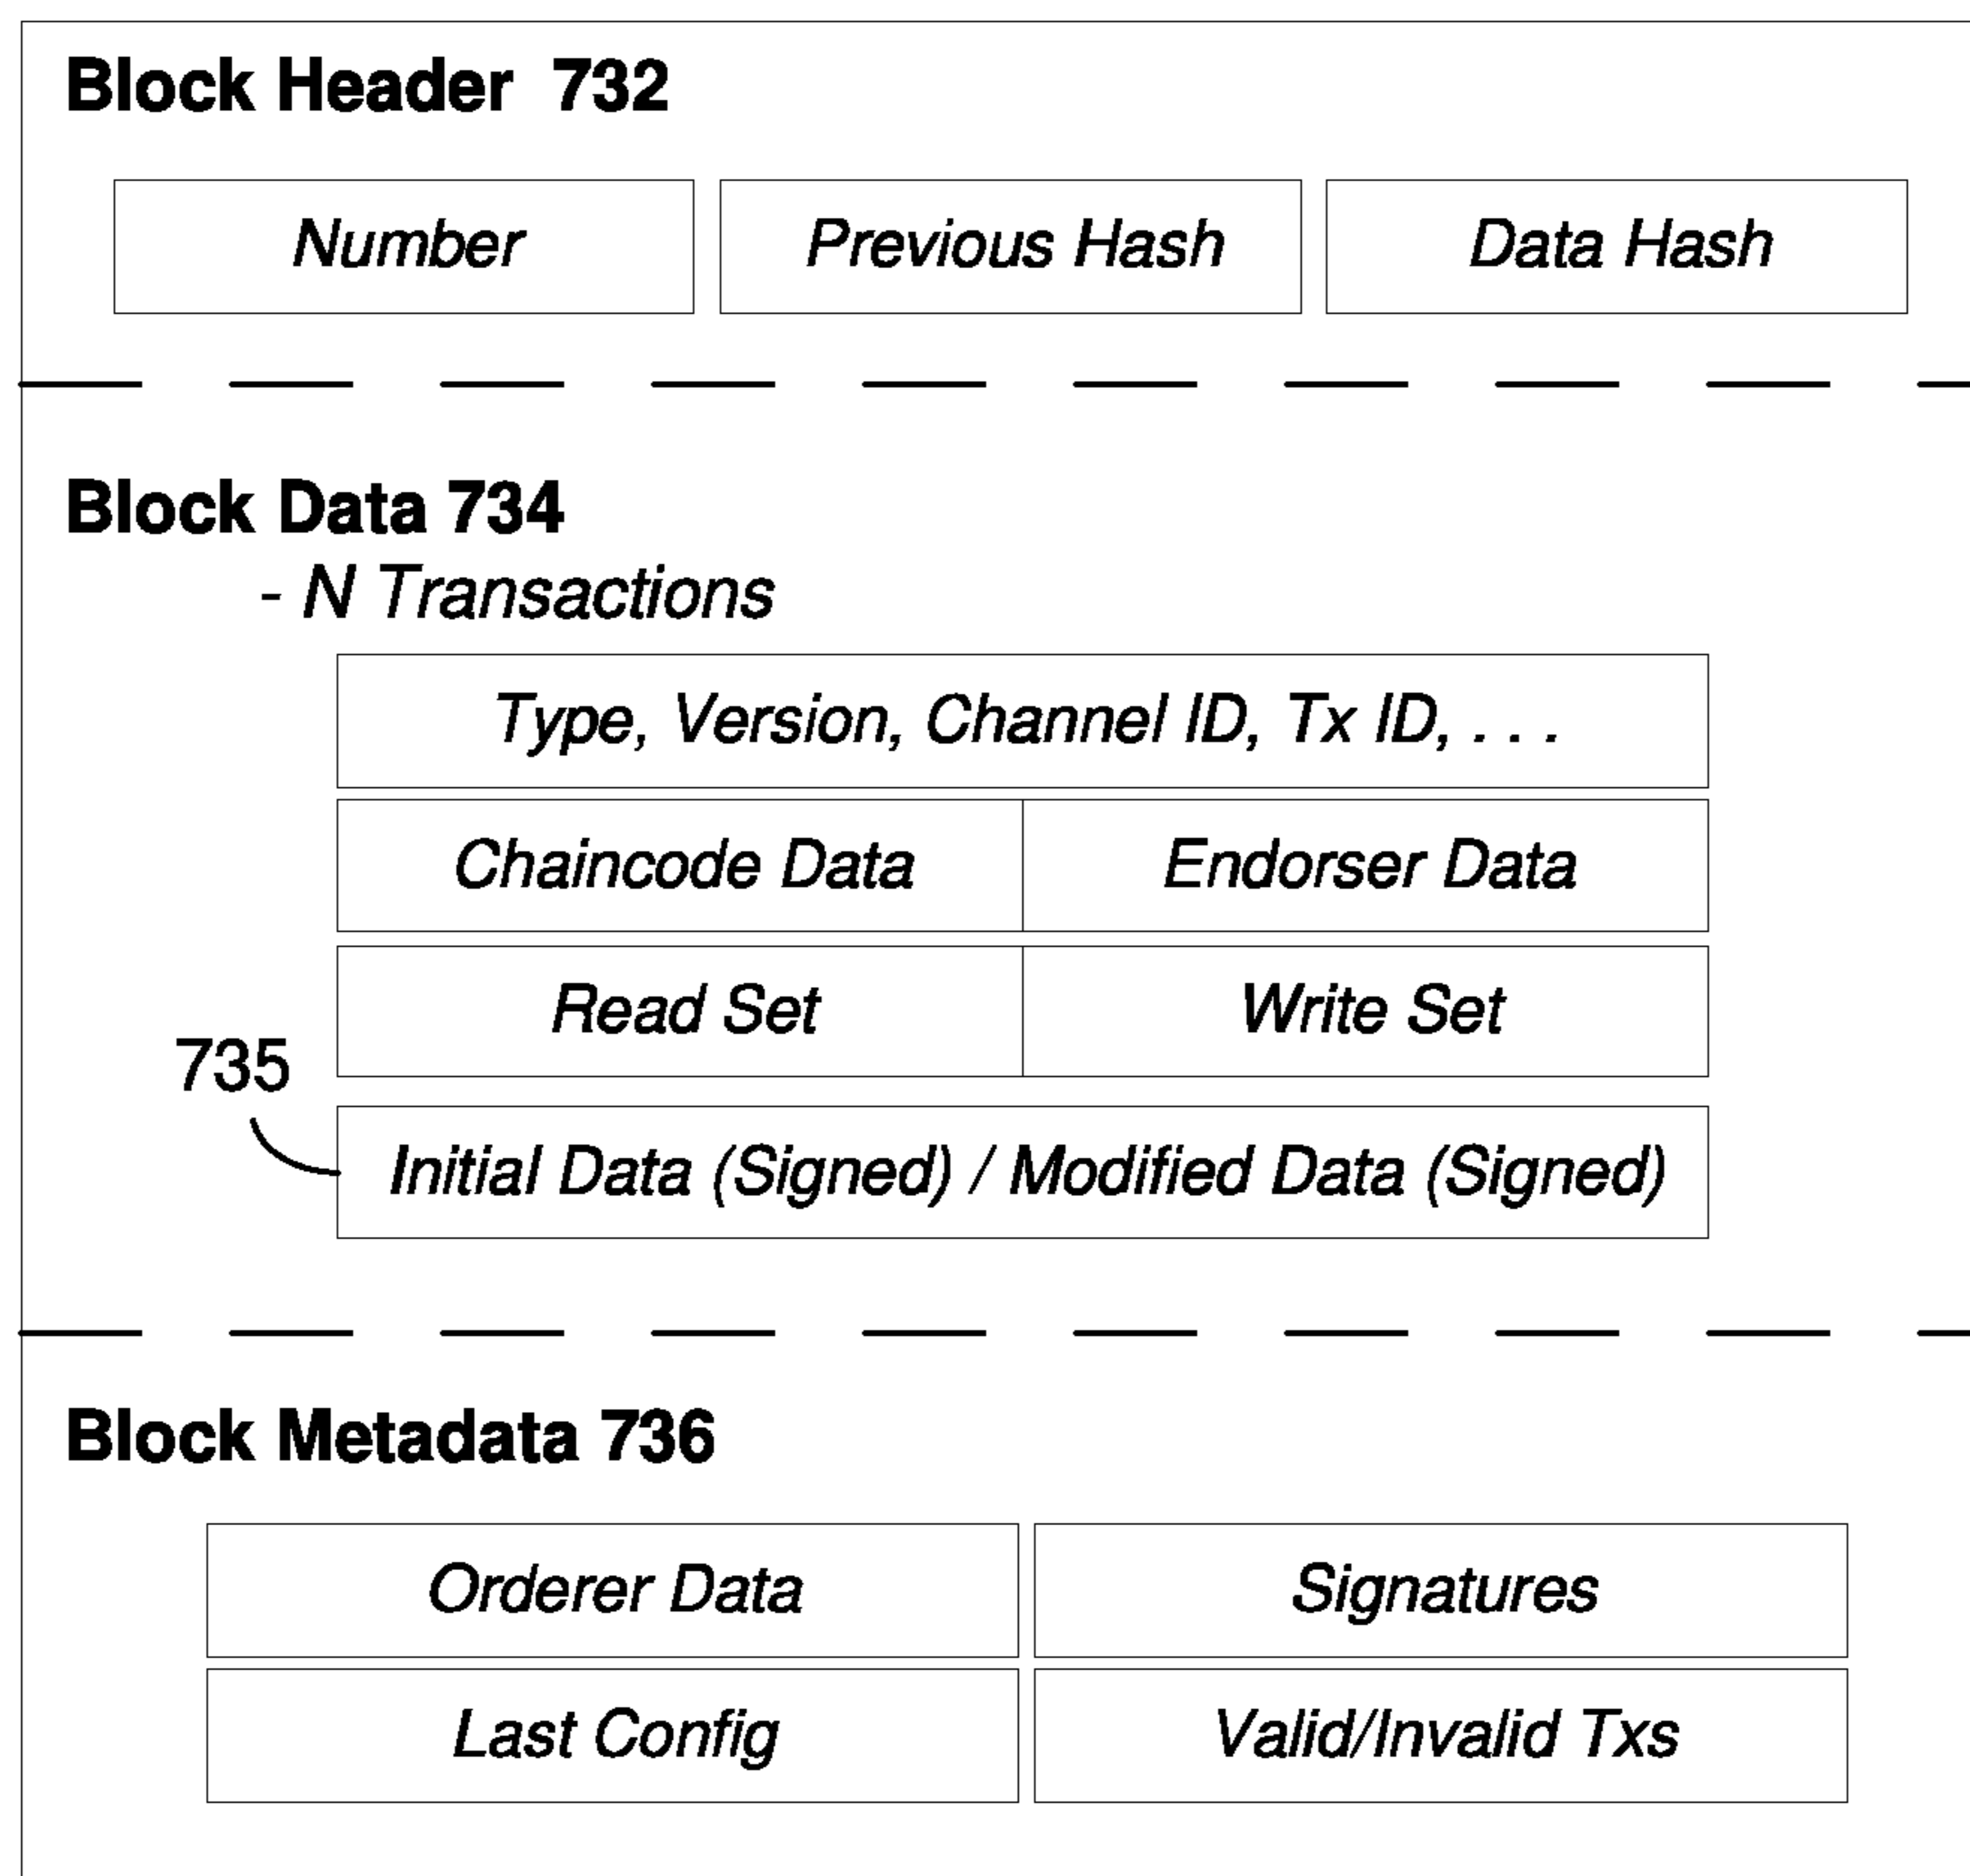 Block Header 732
Number Previous Hash Data Hash
Block Data 734
- N Transactions
Type, Version, Channel ID, Tx ID, . . .
Chaincode Data Endorser Data
Read Set Write Set
735
Initial Data (Signed) / Modified Data (Signed)
Block Metadata 736
Orderer Data Signatures
Last Config Valid/Invalid Txs